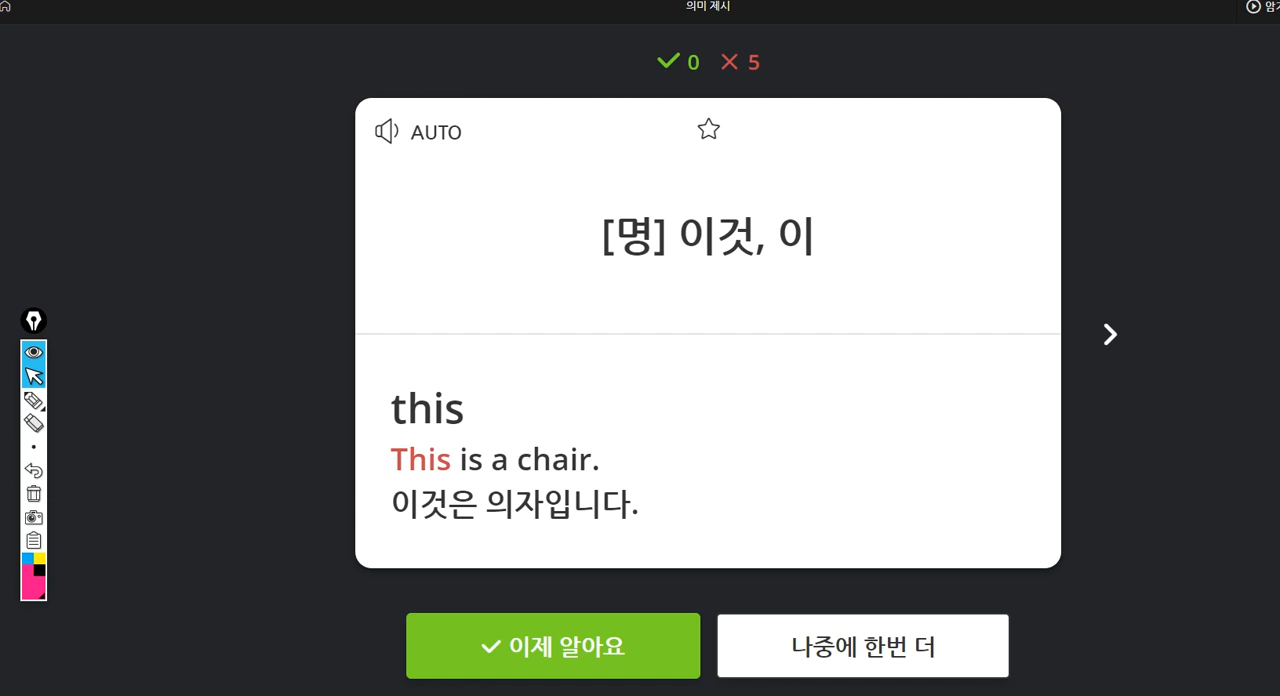 의미 제시
0 5
AUTO
[명] 이것, 이
this
This is a chair.
이것은 의자입니다.
이제 알아요
나중에 한번 더